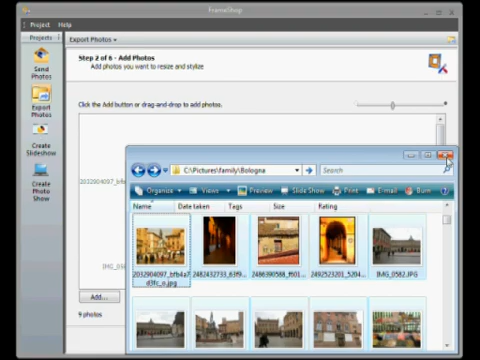 FrameShop
Project Help
Projects
Export Photos
Send
Photos
Export
Photos
Create
Slideshow
Create
Photo
Show
Step 2 of 6 - Add Photos
Add photos you want to resize and stylize
Click the Add button or drag-and-drop to add photos.
C:\Pictures\family\Bologna
Search
Organize Views Preview Slide Show Print E-mail Burn
Name Date taken Tags Size Rating
2032904097_bfb4a7
d3fc_o.jpg
IMG_0582.JPG
Add...
9 photos